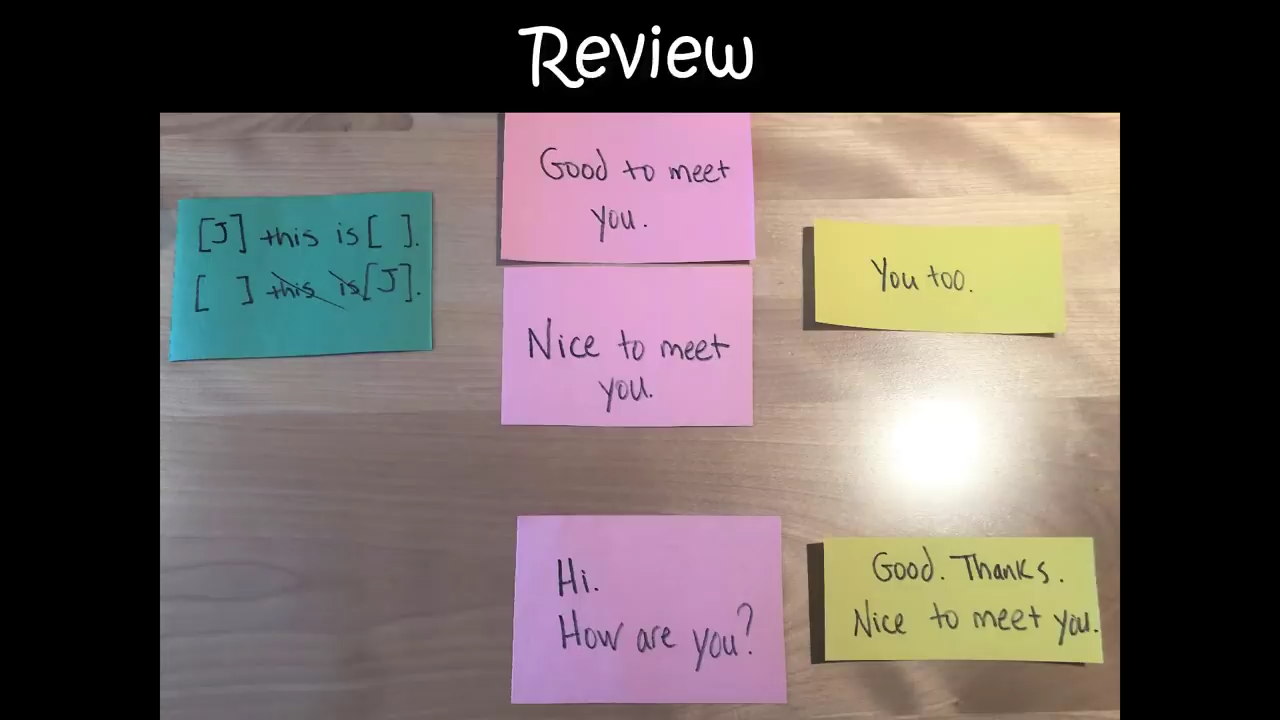 Review
[J] this is [ ].
[ ] this is [J].
Good to meet
you.
Nice to meet
you.
You too.
Hi.
How are you?
Good. Thanks.
Nice to meet you.